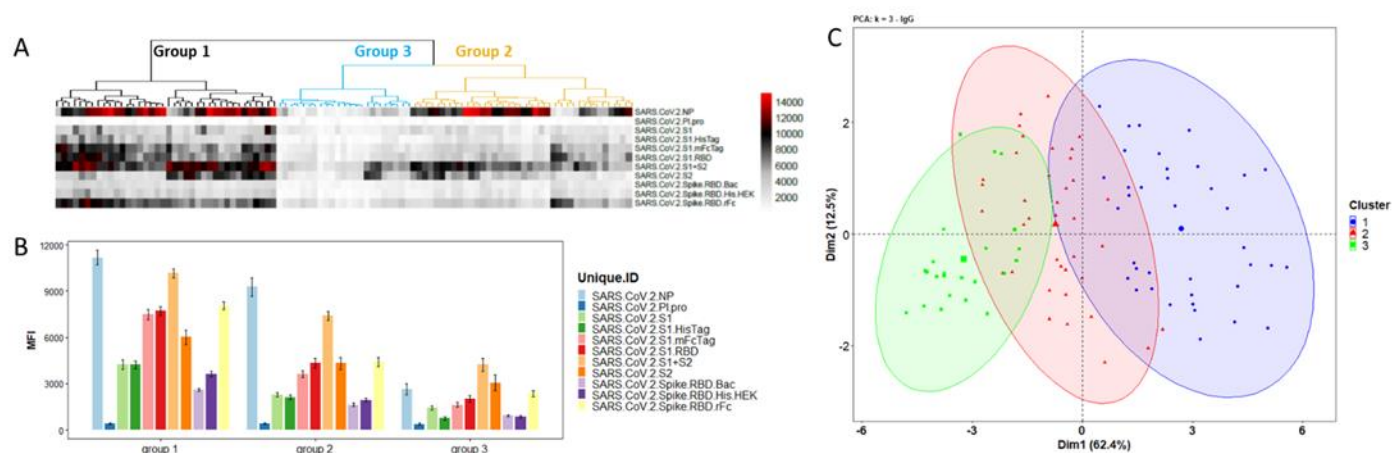 A
Group 1
Group 3
Group 2
SARS.CoV.2.NP
SARS.CoV.2.Pl.pro
SARS.CoV.2.S1
SARS.CoV.2.S1.HisTag
SARS.CoV.2.S1.mFcTag
SARS.CoV.2.S1.RBD
SARS.CoV.2.S1+S2
SARS.CoV.2.S2
SARS.CoV.2.Spike.RBD.Bac
SARS.CoV.2.Spike.RBD.His.HEK
SARS.CoV.2.Spike.RBD.rFc
14000
12000
10000
8000
6000
4000
2000
B
MFI
12000
9000
6000
3000
0
group 1
group 2
group 3
Unique.ID
SARS.CoV.2.NP
SARS.CoV.2.Pl.pro
SARS.CoV.2.S1
SARS.CoV.2.S1.HisTag
SARS.CoV.2.S1.mFcTag
SARS.CoV.2.S1.RBD
SARS.CoV.2.S1+S2
SARS.CoV.2.S2
SARS.CoV.2.Spike.RBD.Bac
SARS.CoV.2.Spike.RBD.His.HEK
SARS.CoV.2.Spike.RBD.rFc
C
PCA: k = 3 - IgG
Dim2 (12.5%)
2
0
-2
-6
-3
0
3
6
Dim1 (62.4%)
Cluster
1
2
3